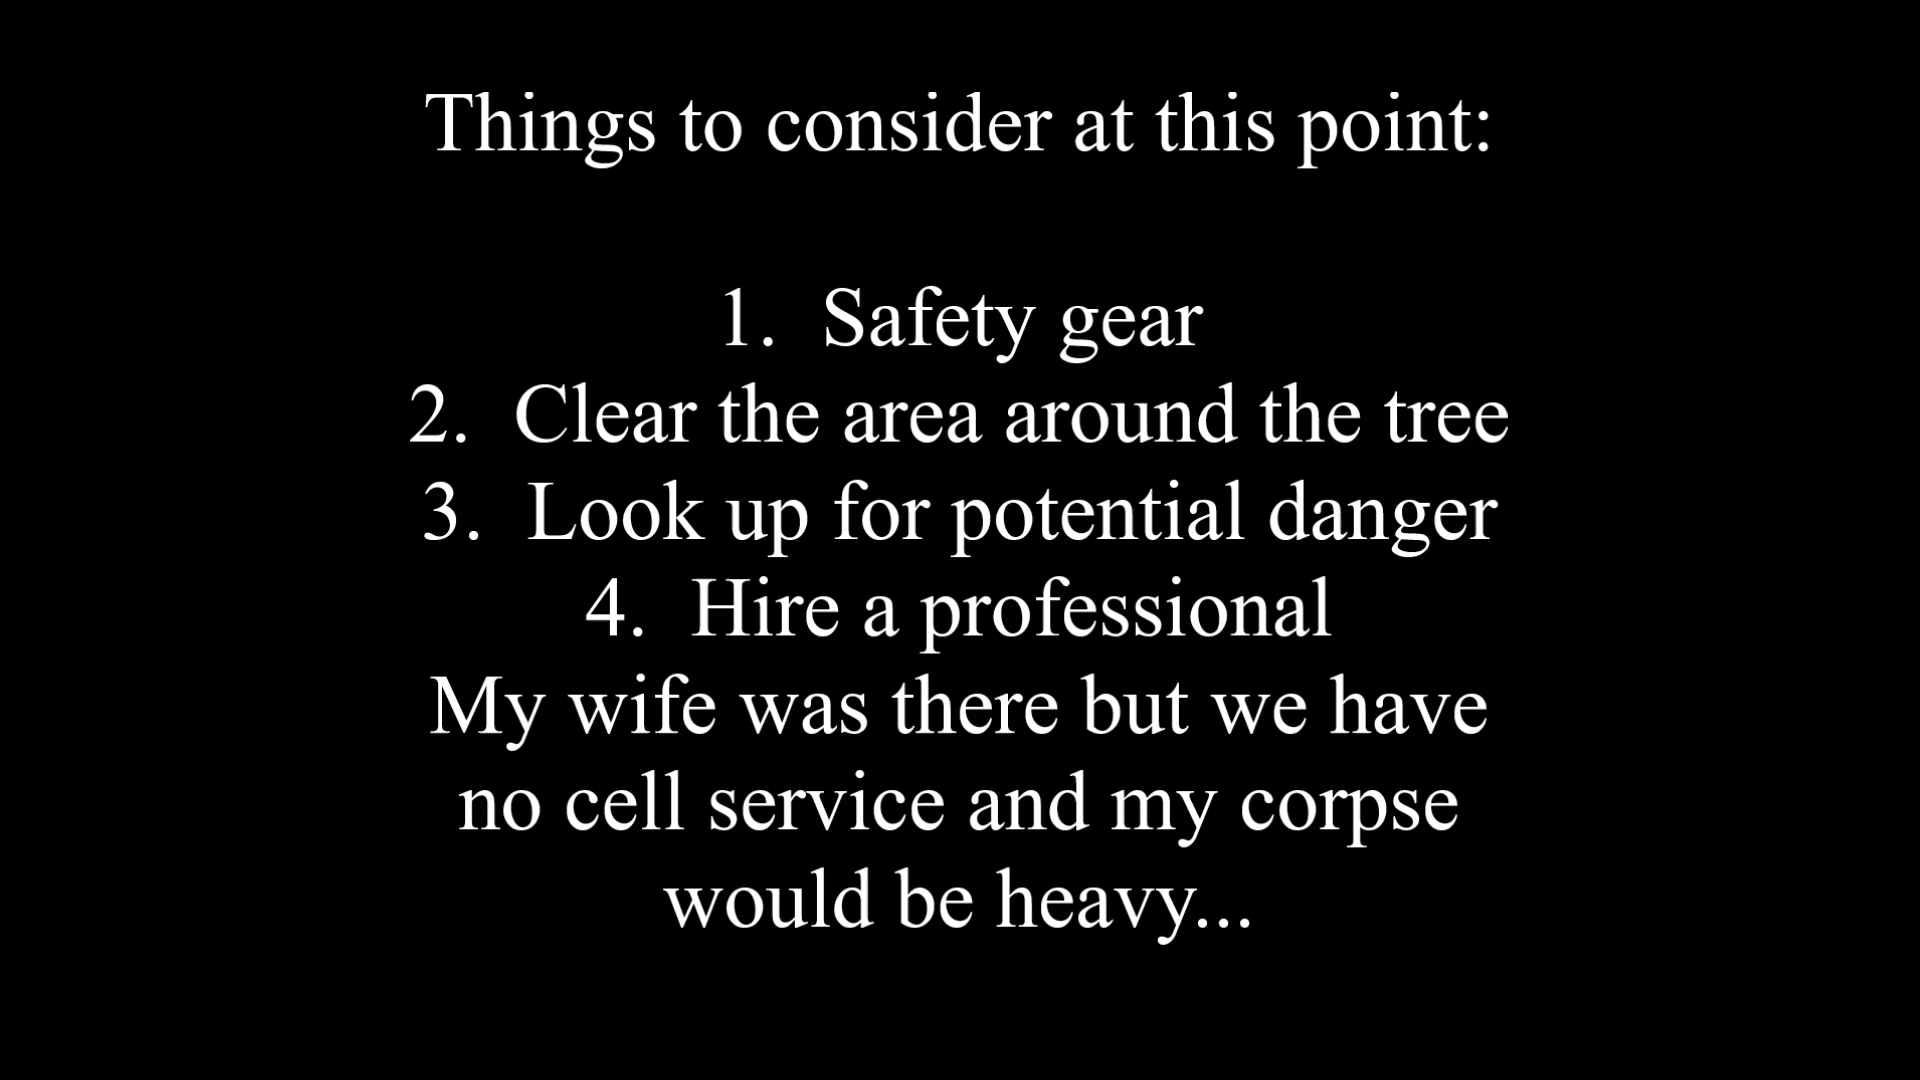 Things to consider at this point:
1. Safety gear
2. Clear the area around the tree
3. Look up for potential danger
4. Hire a professional
My wife was there but we have
no cell service and my corpse
would be heavy...